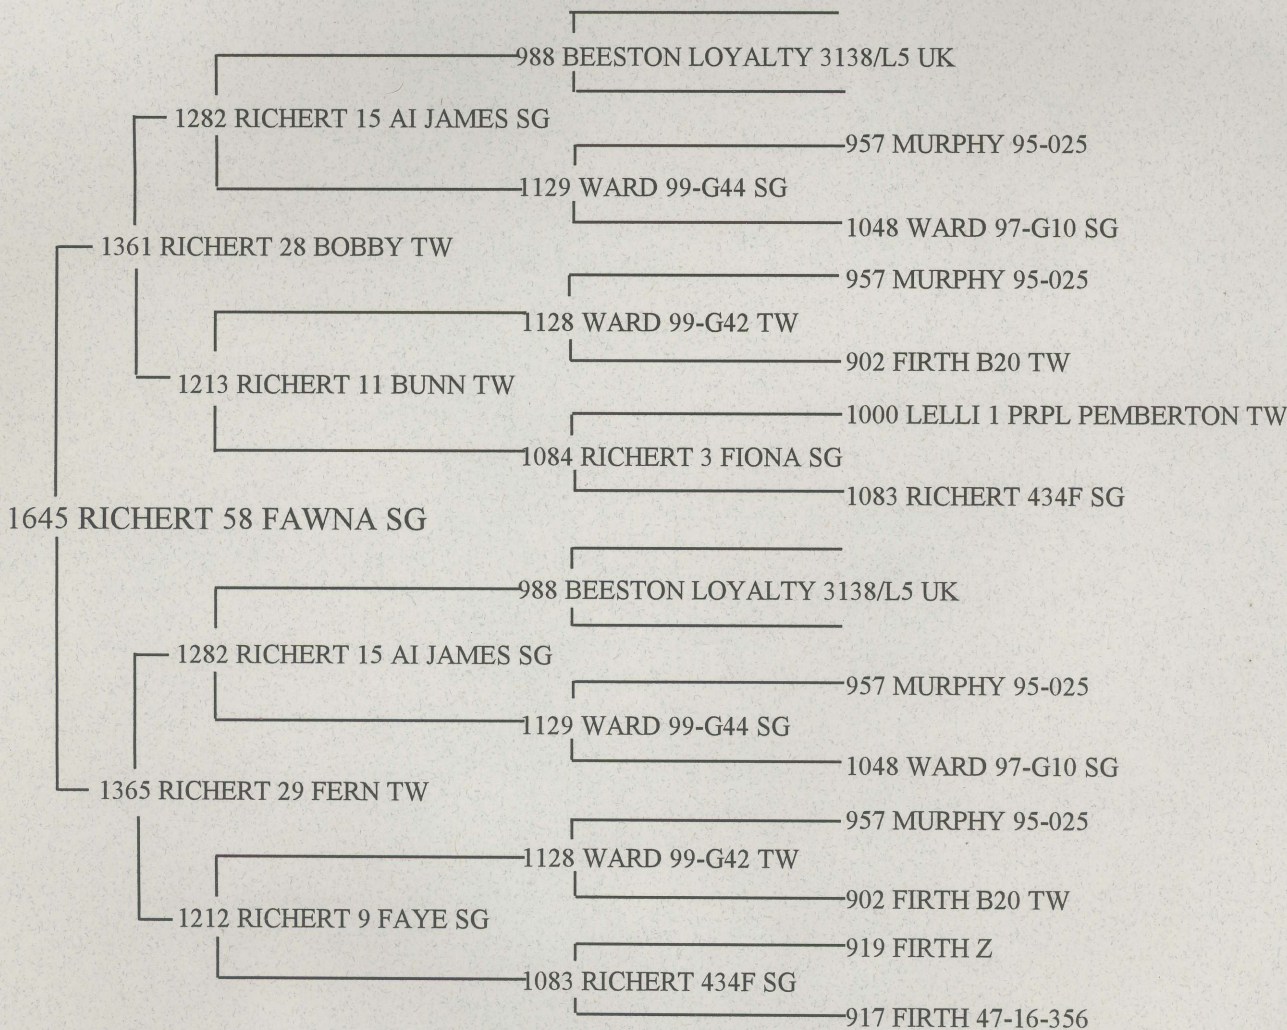 988 BEESTON LOYALTY 3138/L5 UK
1282 RICHERT 15 AI JAMES SG
957 MURPHY 95-025
1129 WARD 99-G44 SG
1048 WARD 97-G10 SG
1361 RICHERT 28 BOBBY TW
957 MURPHY 95-025
1128 WARD 99-G42 TW
902 FIRTH B20 TW
1213 RICHERT 11 BUNN TW
1000 LELLI 1 PRPL PEMBERTON TW
1084 RICHERT 3 FIONA SG
1083 RICHERT 434F SG
1645 RICHERT 58 FAWNA SG
988 BEESTON LOYALTY 3138/L5 UK
1282 RICHERT 15 AI JAMES SG
957 MURPHY 95-025
1129 WARD 99-G44 SG
1048 WARD 97-G10 SG
1365 RICHERT 29 FERN TW
957 MURPHY 95-025
1128 WARD 99-G42 TW
902 FIRTH B20 TW
1212 RICHERT 9 FAYE SG
919 FIRTH Z
1083 RICHERT 434F SG
917 FIRTH 47-16-356